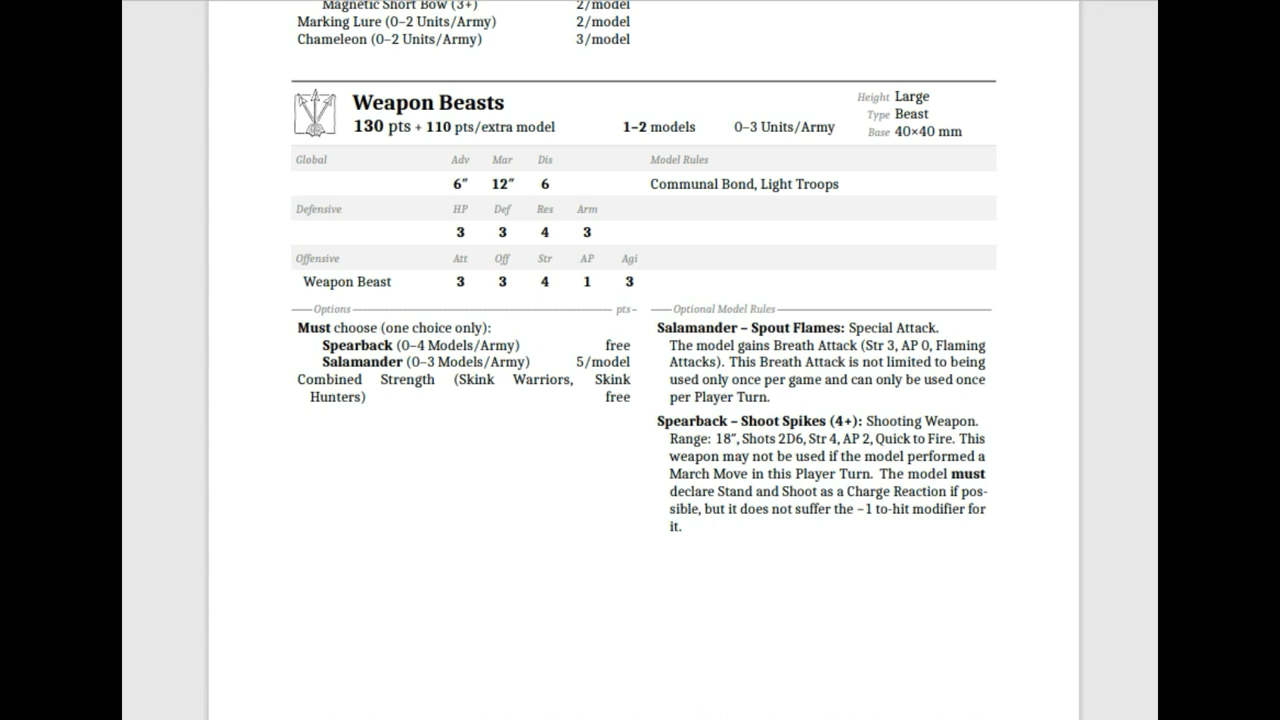 Magnetic Short Bow (3+) 2/model
Marking Lure (0–2 Units/Army) 2/model
Chameleon (0–2 Units/Army) 3/model
Weapon Beasts
130 pts + 110 pts/extra model 1–2 models 0–3 Units/Army
Height Large
Type Beast
Base 40×40 mm
Global Adv Mar Dis Model Rules
6″ 12″ 6 Communal Bond, Light Troops
Defensive HP Def Res Arm
3 3 4 3
Offensive Att Off Str AP Agi
Weapon Beast 3 3 4 1 3
Options pts
Must choose (one choice only):
Spearback (0–4 Models/Army) free
Salamander (0–3 Models/Army) 5/model
Combined Strength (Skink Warriors, Skink
Hunters) free
Optional Model Rules
Salamander – Spout Flames: Special Attack.
The model gains Breath Attack (Str 3, AP 0, Flaming
Attacks). This Breath Attack is not limited to being
used only once per game and can only be used once
per Player Turn.
Spearback – Shoot Spikes (4+): Shooting Weapon.
Range: 18″, Shots 2D6, Str 4, AP 2, Quick to Fire. This
weapon may not be used if the model performed a
March Move in this Player Turn. The model must
declare Stand and Shoot as a Charge Reaction if pos-
sible, but it does not suffer the −1 to-hit modifier for
it.